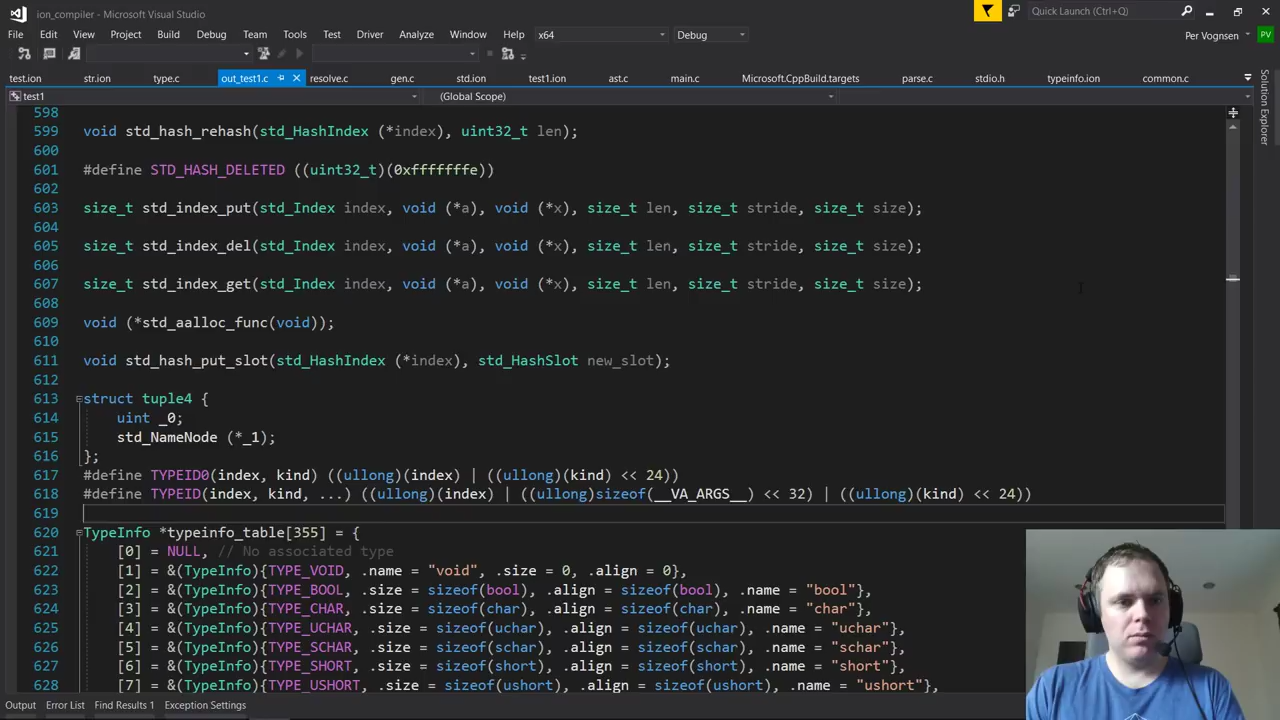 ion_compiler - Microsoft Visual Studio
Quick Launch (Ctrl+Q)
File Edit View Project Build Debug Team Tools Test Driver Analyze Window Help x64 Debug Per Vognsen PV
test.ion str.ion type.c out_test1.c resolve.c gen.c std.ion test1.ion ast.c main.c Microsoft.CppBuild.targets parse.c stdio.h typeinfo.ion common.c
Solution Explorer
test1 (Global Scope)
598
599 void std_hash_rehash(std_HashIndex (*index), uint32_t len);
600
601 #define STD_HASH_DELETED ((uint32_t)(0xfffffffe))
602
603 size_t std_index_put(std_Index index, void (*a), void (*x), size_t len, size_t stride, size_t size);
604
605 size_t std_index_del(std_Index index, void (*a), void (*x), size_t len, size_t stride, size_t size);
606
607 size_t std_index_get(std_Index index, void (*a), void (*x), size_t len, size_t stride, size_t size);
608
609 void (*std_aalloc_func(void));
610
611 void std_hash_put_slot(std_HashIndex (*index), std_HashSlot new_slot);
612
613 struct tuple4 {
614 uint _0;
615 std_NameNode (*_1);
616 };
617 #define TYPEID0(index, kind) ((ullong)(index) | ((ullong)(kind) << 24))
618 #define TYPEID(index, kind, ...) ((ullong)(index) | ((ullong)sizeof(__VA_ARGS__) << 32) | ((ullong)(kind) << 24))
619
620 TypeInfo *typeinfo_table[355] = {
621 [0] = NULL, // No associated type
622 [1] = &(TypeInfo){TYPE_VOID, .name = "void", .size = 0, .align = 0},
623 [2] = &(TypeInfo){TYPE_BOOL, .size = sizeof(bool), .align = sizeof(bool), .name = "bool"},
624 [3] = &(TypeInfo){TYPE_CHAR, .size = sizeof(char), .align = sizeof(char), .name = "char"},
625 [4] = &(TypeInfo){TYPE_UCHAR, .size = sizeof(uchar), .align = sizeof(uchar), .name = "uchar"},
626 [5] = &(TypeInfo){TYPE_SCHAR, .size = sizeof(schar), .align = sizeof(schar), .name = "schar"},
627 [6] = &(TypeInfo){TYPE_SHORT, .size = sizeof(short), .align = sizeof(short), .name = "short"},
628 [7] = &(TypeInfo){TYPE_USHORT, .size = sizeof(ushort), .align = sizeof(ushort), .name = "ushort"},
Output Error List Find Results 1 Exception Settings